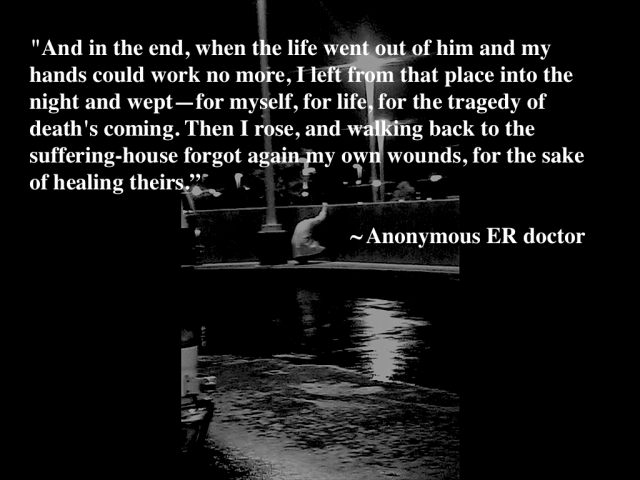 "And in the end, when the life went out of him and my
hands could work no more, I left from that place into the
night and wept—for myself, for life, for the tragedy of
death's coming. Then I rose, and walking back to the
suffering-house forgot again my own wounds, for the sake
of healing theirs.”
~Anonymous ER doctor